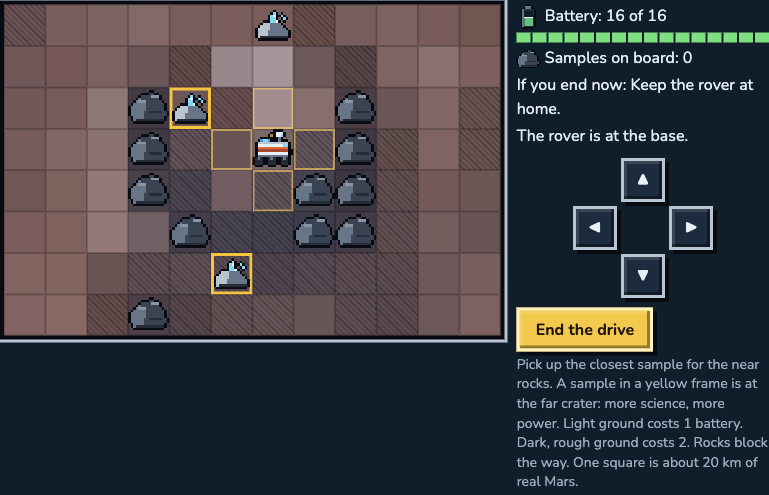 Battery: 16 of 16
Samples on board: 0
If you end now: Keep the rover at
home.
The rover is at the base.
End the drive
Pick up the closest sample for the near
rocks. A sample in a yellow frame is at
the far crater: more science, more
power. Light ground costs 1 battery.
Dark, rough ground costs 2. Rocks block
the way. One square is about 20 km of
real Mars.